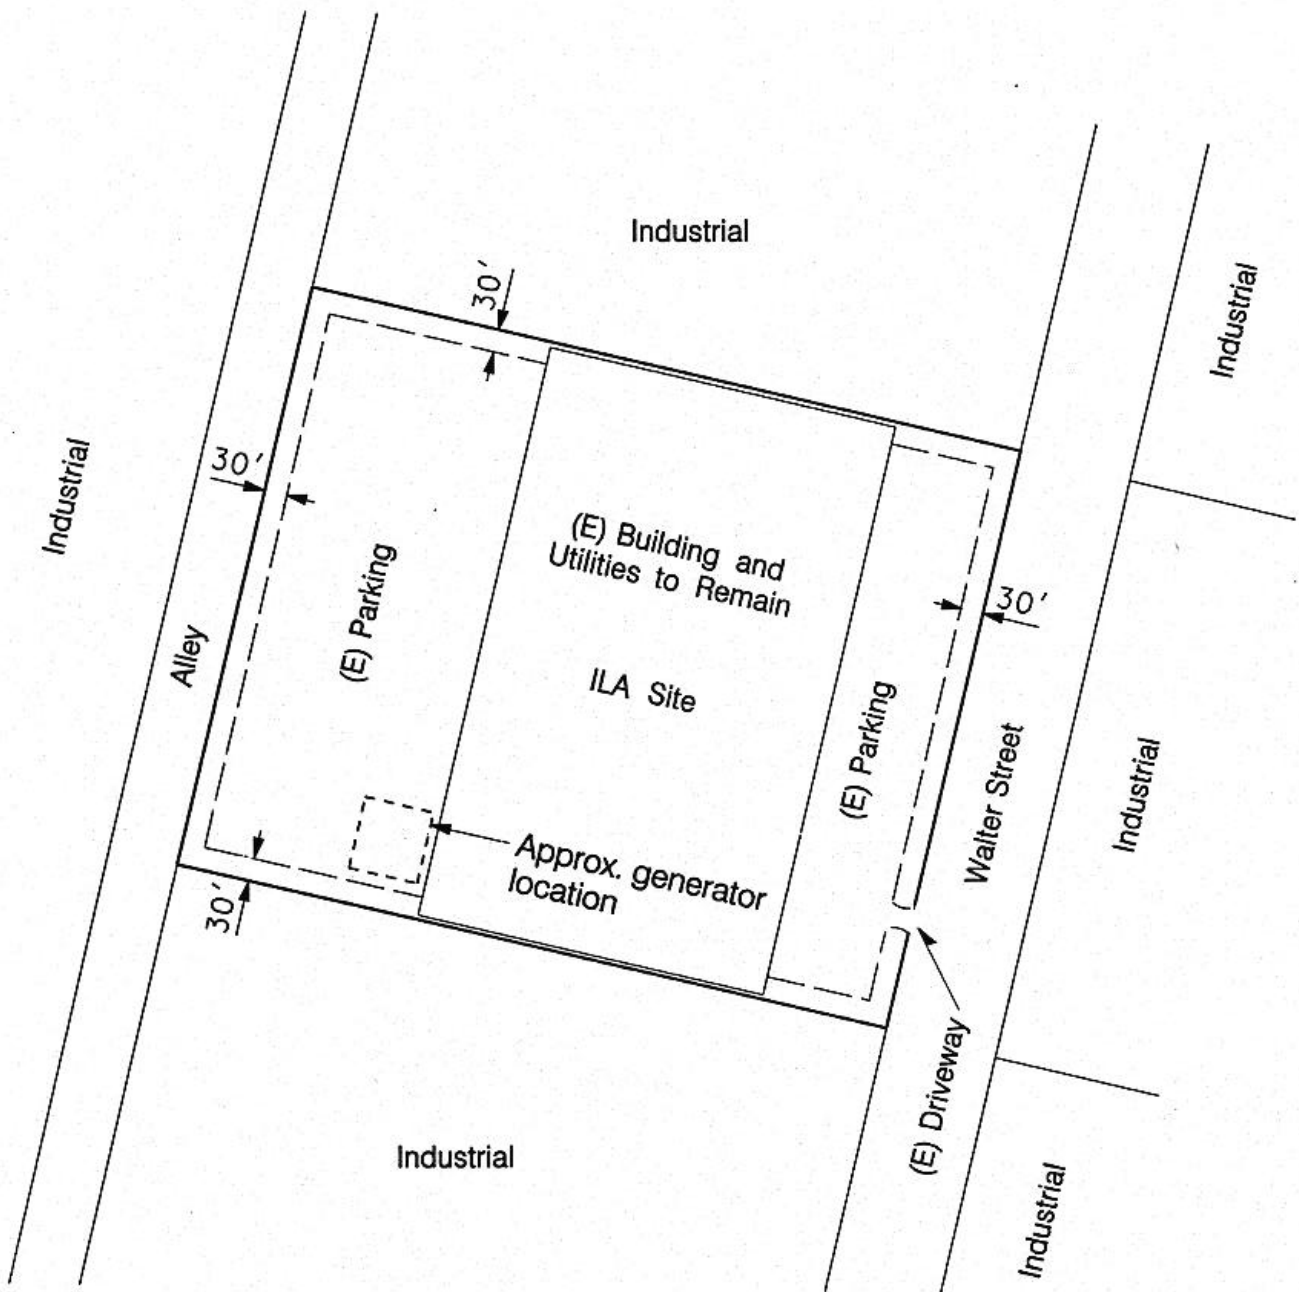 Industrial
30'
Industrial
30'
Industrial
(E) Building and
Utilities to Remain
(E) Parking
30'
ILA Site
Alley
(E) Parking
Walter Street
Industrial
Approx. generator
location
30'
(E) Driveway
Industrial
Industrial